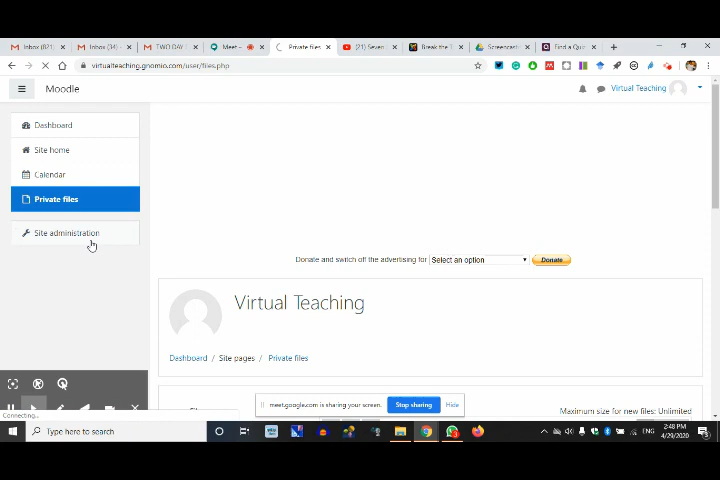 Inbox (821)
Inbox (34) -
TWO DAY
Meet –
Private files
(21) Seven
Break the 1
Screencast
Find a Quiz
virtualteaching.gnomio.com/user/files.php
Moodle
Virtual Teaching
Dashboard
Site home
Calendar
Private files
Site administration
Donate and switch off the advertising for
Select an option
Donate
Virtual Teaching
Dashboard / Site pages / Private files
meet.google.com is sharing your screen.
Stop sharing
Hide
Maximum size for new files: Unlimited
Connecting...
Type here to search
ENG
2:48 PM
4/29/2020